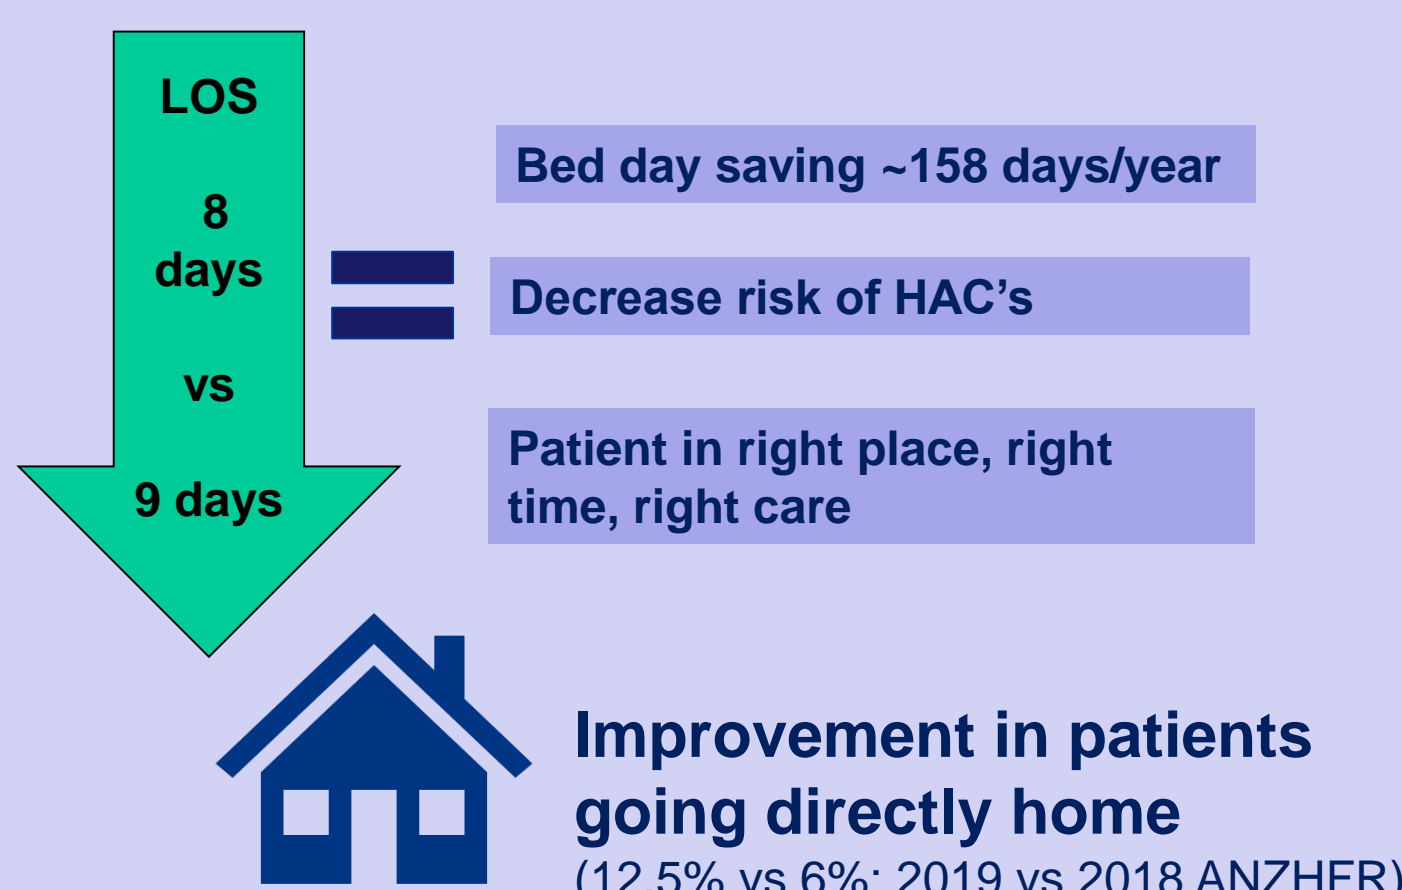 LOS
8
days
vs
9 days
Bed day saving ~158 days/year
Decrease risk of HAC’s
Patient in right place, right
time, right care
Improvement in patients
going directly home
(12.5% vs 6%: 2019 vs 2018 ANZHFR)